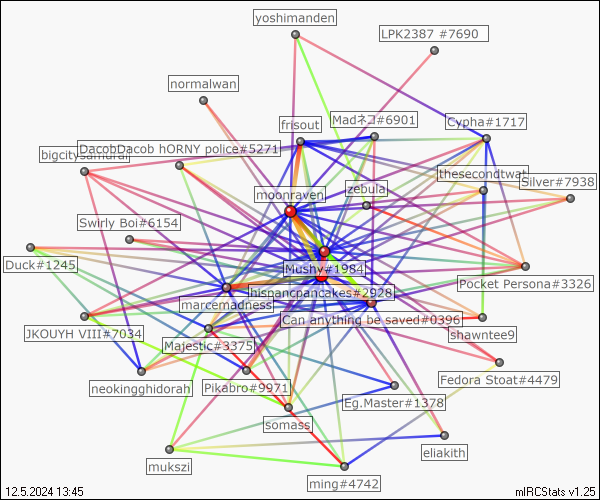 yoshimanden
LPK2387 #7690
normalwan
frisout
Madネコ#6901
Cypha#1717
DacobDacob hORNY police#5271
bigcitysamurai
thesecondtwat
zebula
Silver#7938
moonraven
Swirly Boi#6154
Duck#1245
Mushy#1984
Pocket Persona#3326
hispancpancakes#2928
marcemadness
Can anything be saved#0396
JKOUYH VIII#7034
shawntee9
Majestic#3375
Fedora Stoat#4479
neokingghidorah
Pikabro#9971
Eg.Master#1378
somass
eliakith
mukszi
ming#4742
12.5.2024 13:45
mIRCStats v1.25